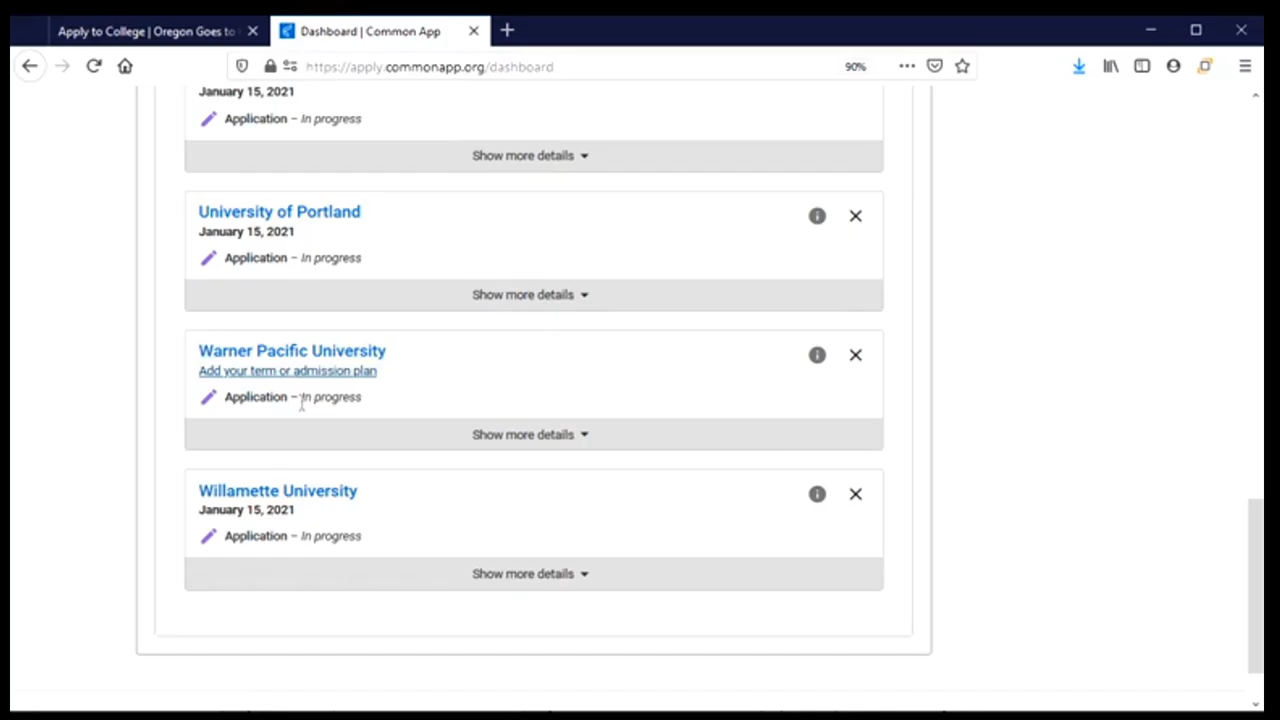 Apply to College | Oregon Goes to
Dashboard | Common App
https://apply.commonapp.org/dashboard
90%
January 15, 2021
Application – In progress
Show more details
University of Portland
January 15, 2021
Application – In progress
Show more details
Warner Pacific University
Add your term or admission plan
Application – In progress
Show more details
Willamette University
January 15, 2021
Application – In progress
Show more details